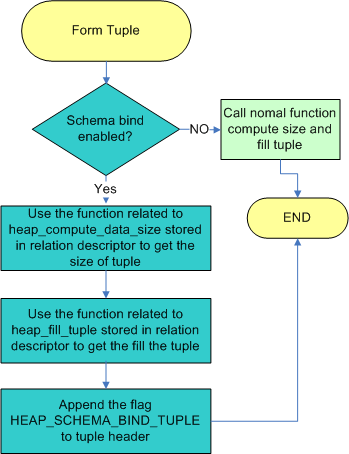 Form Tuple
Schema bind
enabled?
NO
Call nomal function
compute size and
fill tuple
Yes
END
Use the function related to
heap_compute_data_size stored
in relation descriptor to get the
size of tuple
Use the function related to
heap_fill_tuple stored in relation
descriptor to get the fill the tuple
Append the flag
HEAP_SCHEMA_BIND_TUPLE
to tuple header